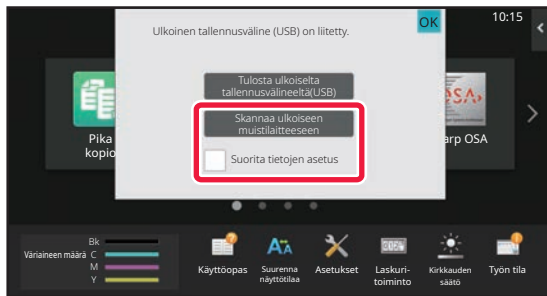 10:15
Ulkoinen tallennusväline (USB) on liitetty.
OK
Tulosta ulkoiselta
tallennusvälineeltä(USB)
Skannaa ulkoiseen
muistilaitteeseen
Suorita tietojen asetus
Pika
kopio
OSA
arp OSA
Väriaineen määrä
Bk
C
M
Y
Käyttöopas
Suurenna
näyttötilaa
Asetukset
Laskuri-
toiminto
Kirkkauden
säätö
Työn tila